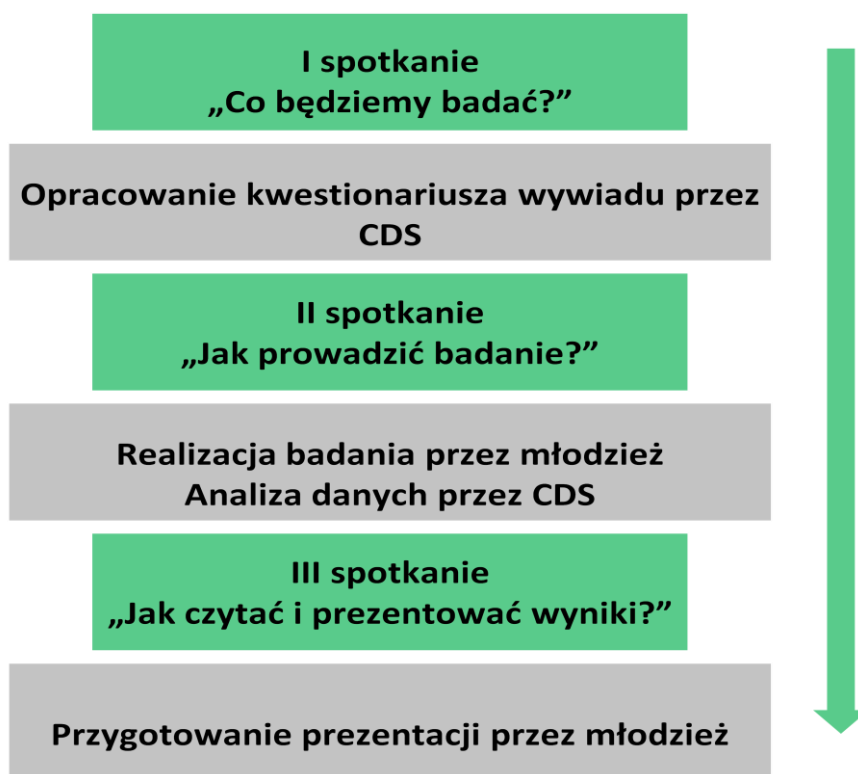 I spotkanie
„Co będziemy badać?”
Opracowanie kwestionariusza wywiadu przez
CDS
II spotkanie
„Jak prowadzić badanie?”
Realizacja badania przez młodzież
Analiza danych przez CDS
III spotkanie
„Jak czytać i prezentować wyniki?”
Przygotowanie prezentacji przez młodzież